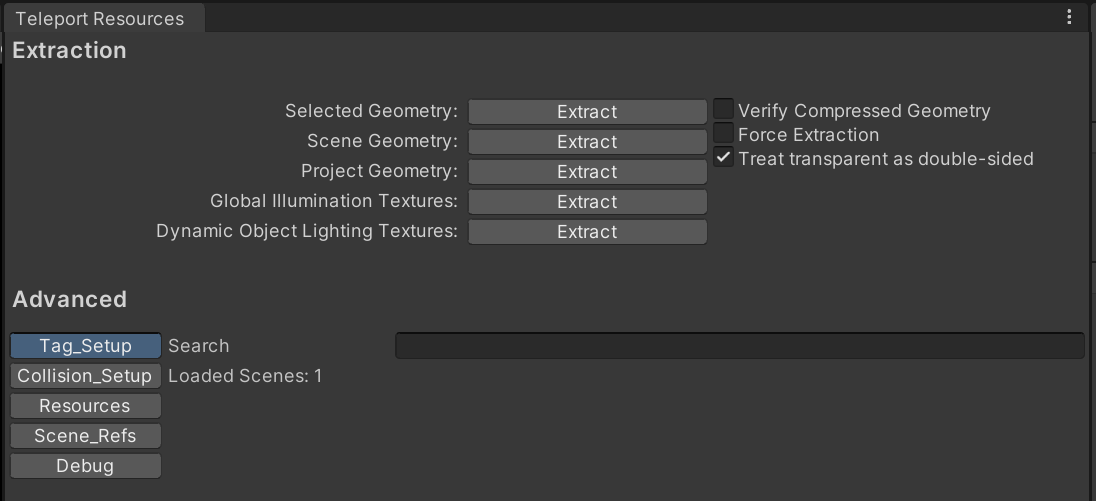 Teleport Resources
Extraction
Selected Geometry: Extract Verify Compressed Geometry
Force Extraction
Scene Geometry: Extract
Treat transparent as double-sided
Project Geometry: Extract
Global Illumination Textures: Extract
Dynamic Object Lighting Textures: Extract
Advanced
Tag_Setup Search
Collision_Setup Loaded Scenes: 1
Resources
Scene_Refs
Debug